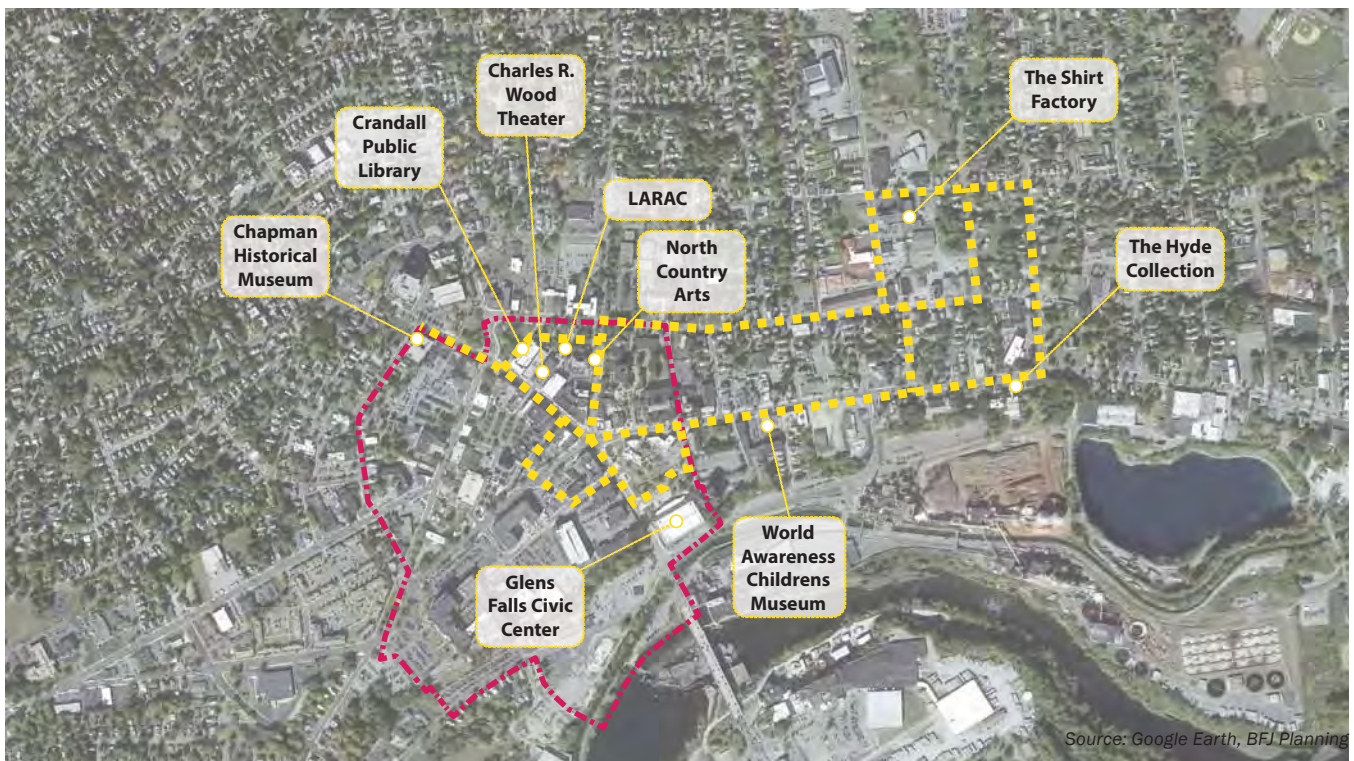 Charles R.
Wood
Theater
The Shirt
Factory
Crandall
Public
Library
LARAC
Chapman
Historical
Museum
North
Country
Arts
The Hyde
Collection
World
Awareness
Childrens
Museum
Glens
Falls Civic
Center
Source: Google Earth, BFJ Planning